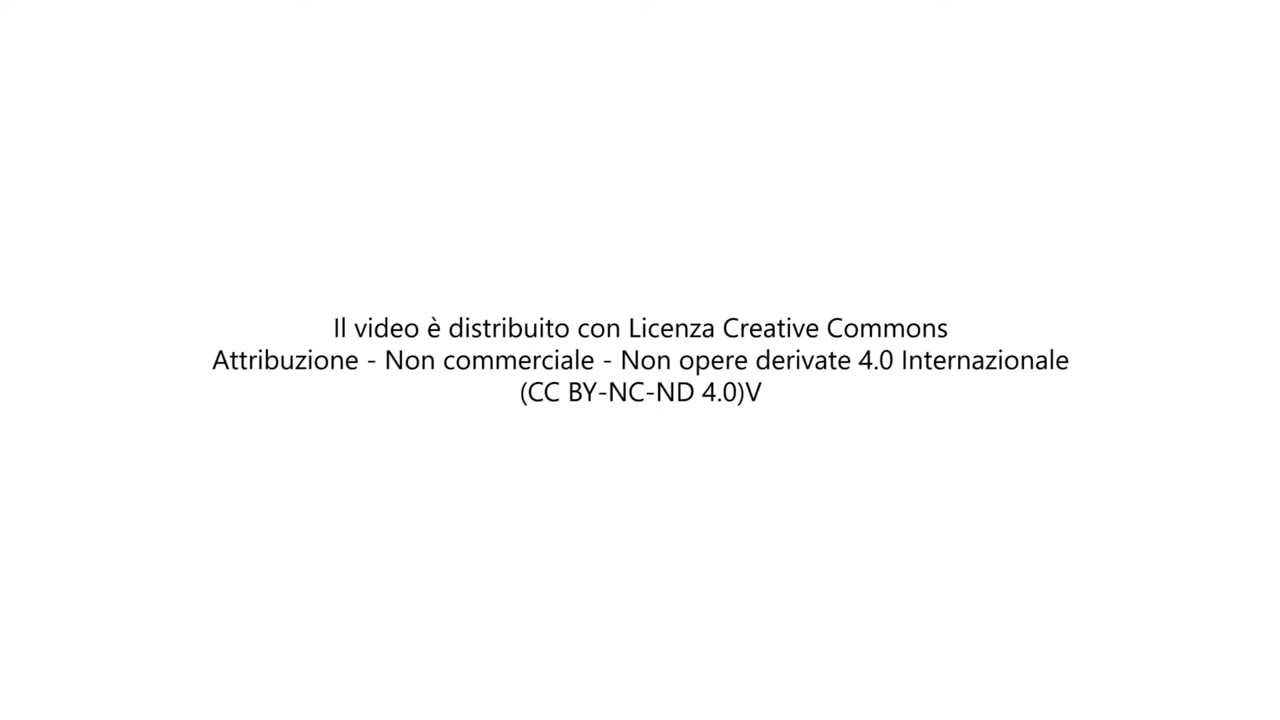 Il video è distribuito con Licenza Creative Commons
Attribuzione - Non commerciale - Non opere derivate 4.0 Internazionale
(CC BY-NC-ND 4.0)V